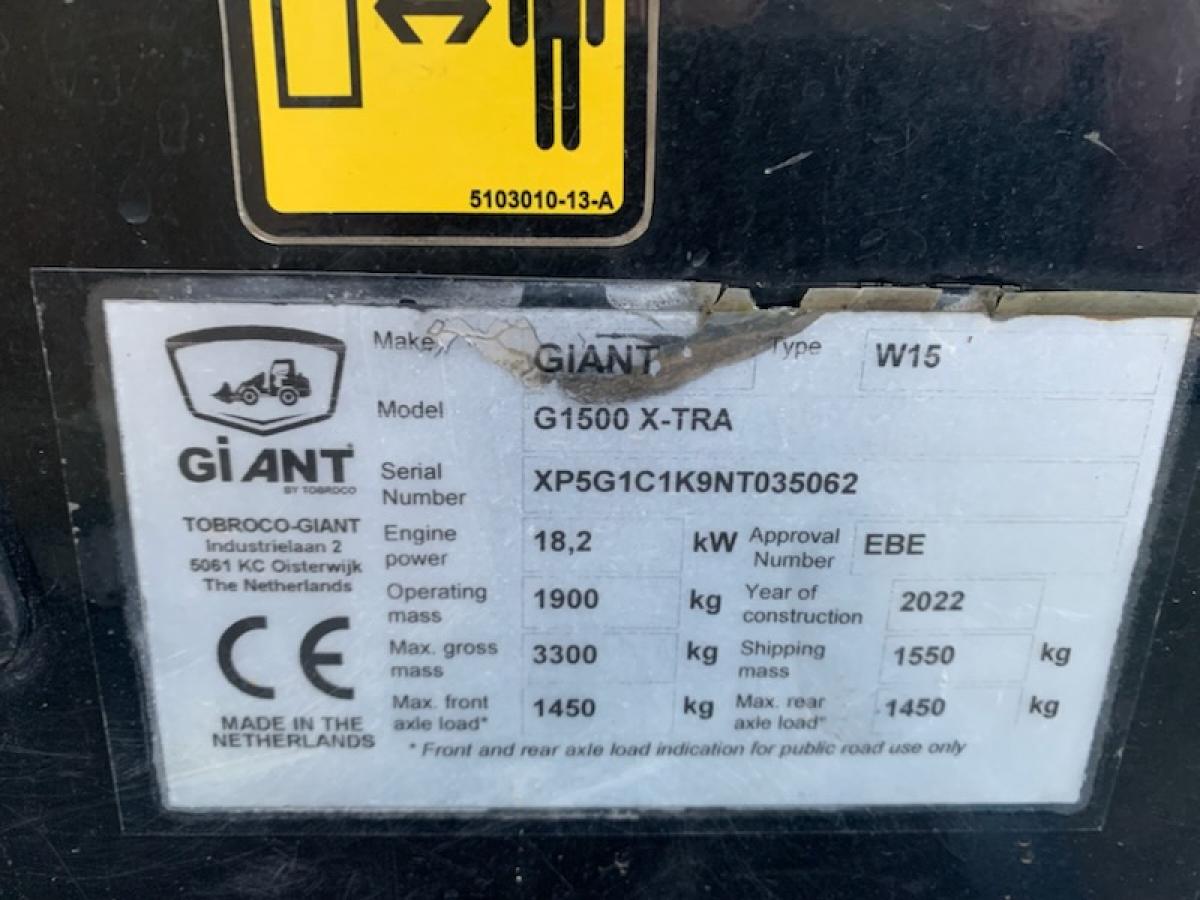 5103010-13-A
GiANT
BY TOBROCO
TOBROCO-GIANT
Industrielaan 2
5061 KC Oisterwijk
The Netherlands
CE
MADE IN THE
NETHERLANDS
Make GiANT Type W15
Model G1500 X-TRA
Serial Number XP5G1C1K9NT035062
Engine power 18,2 kW Approval Number EBE
Operating mass 1900 kg Year of construction 2022
Max. gross mass 3300 kg Shipping mass 1550 kg
Max. front axle load* 1450 kg Max. rear axle load* 1450 kg
* Front and rear axle load indication for public road use only